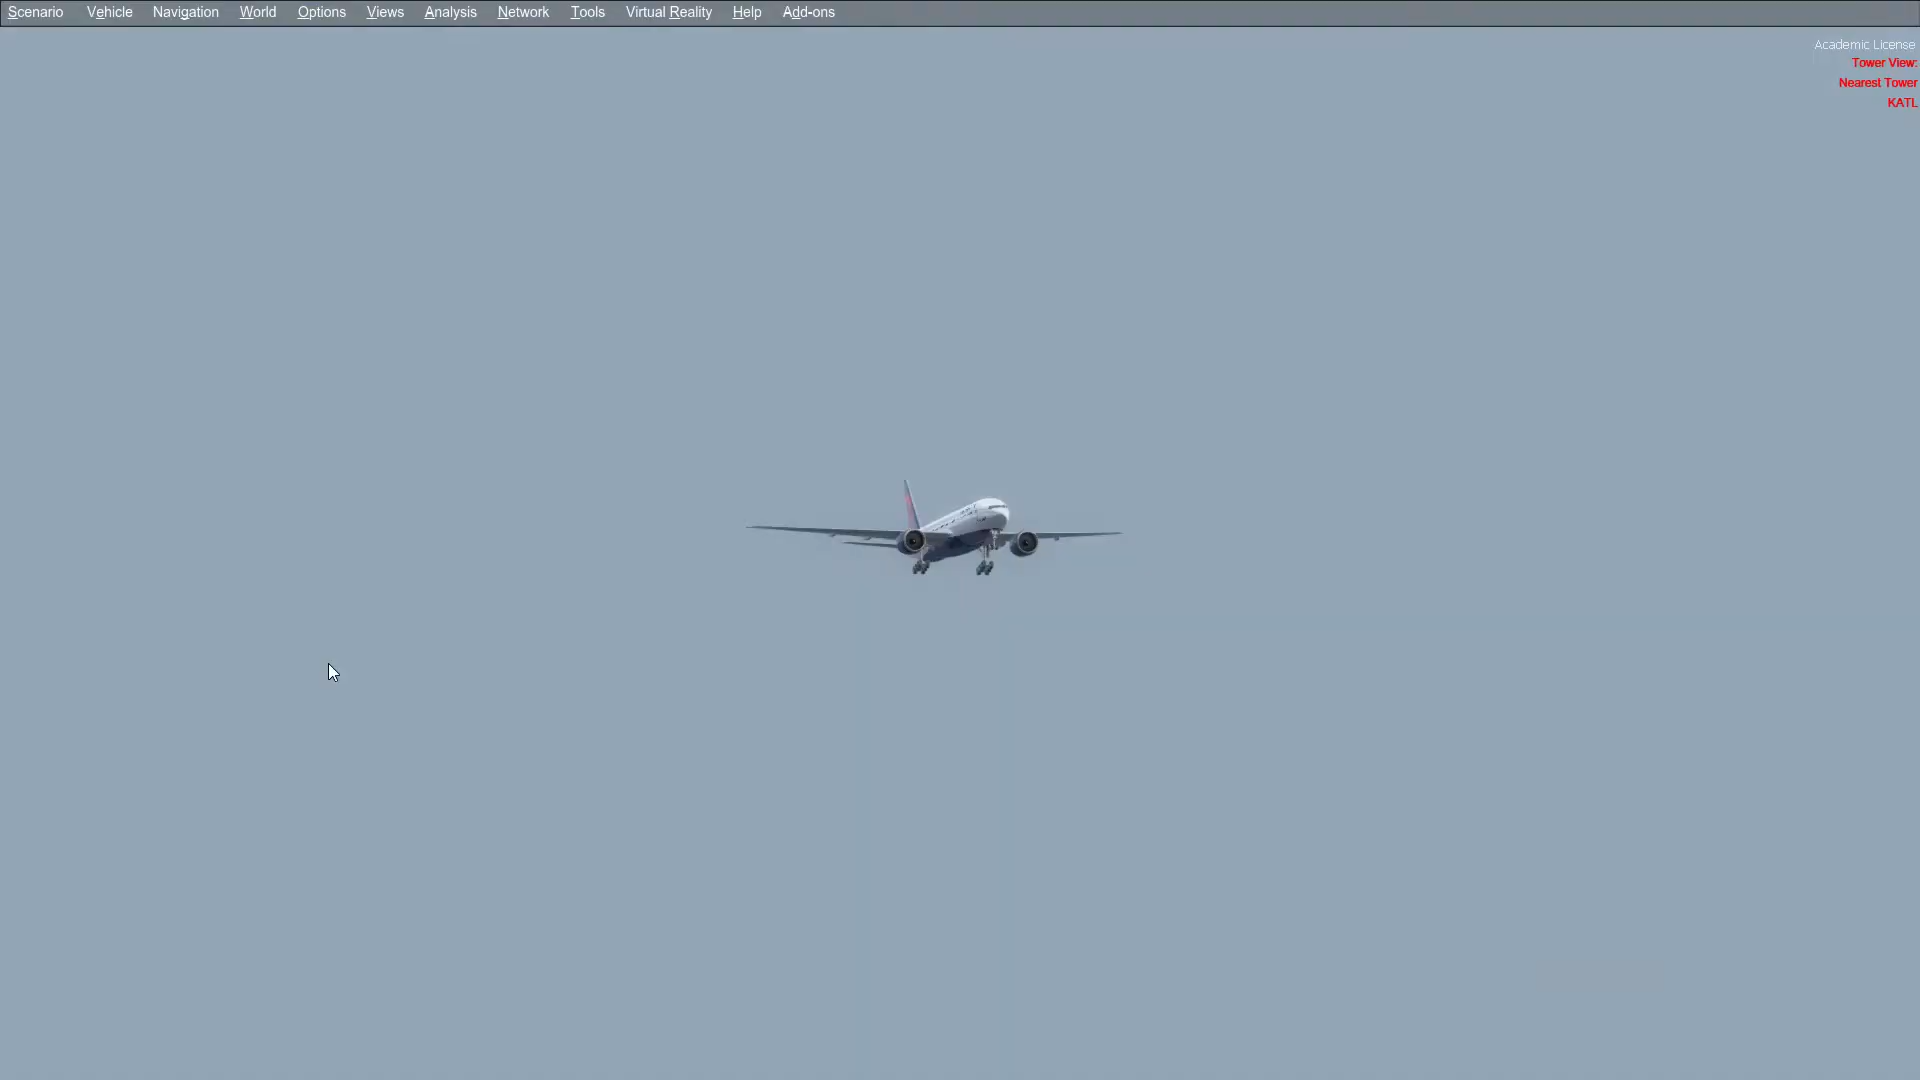 Scenario Vehicle Navigation World Options Views Analysis Network Tools Virtual Reality Help Add-ons
Academic License
Tower View:
Nearest Tower
KATL